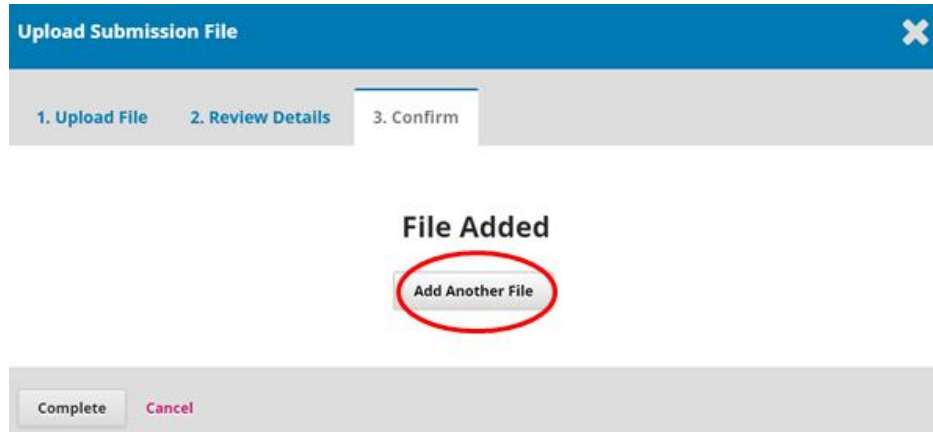 Upload Submission File
1. Upload File 2. Review Details 3. Confirm
File Added
Add Another File
Complete Cancel